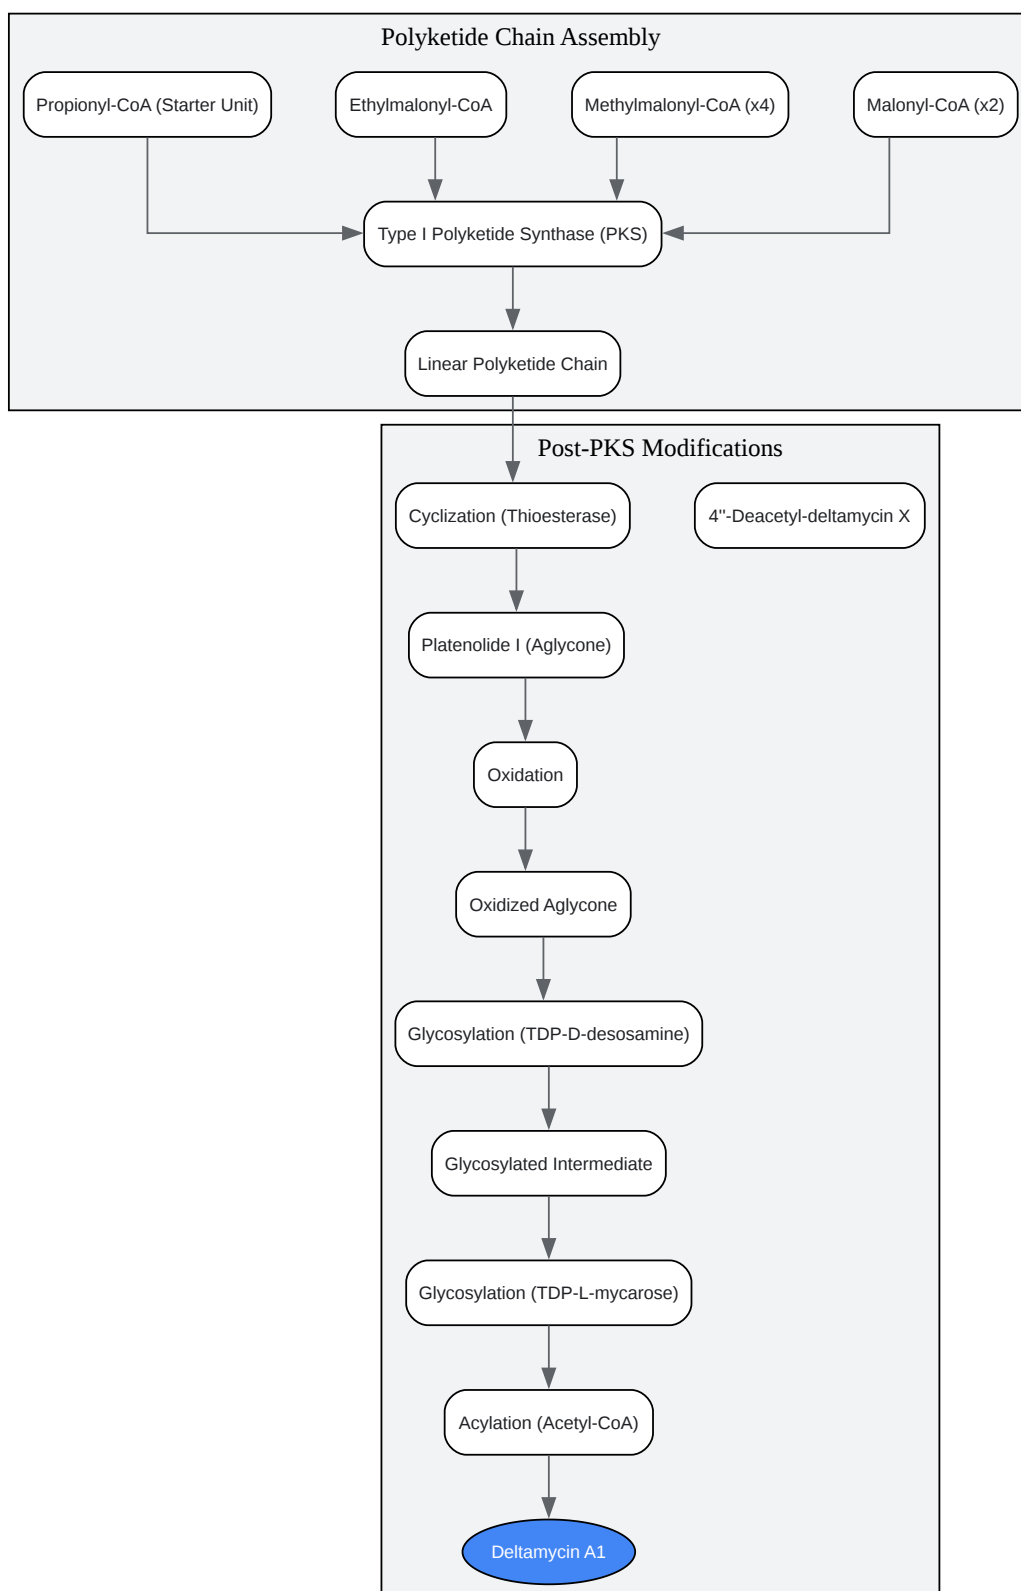 Polyketide Chain Assembly
Propionyl-CoA (Starter Unit)
Ethylmalonyl-CoA
Methylmalonyl-CoA (x4)
Malonyl-CoA (x2)
Type I Polyketide Synthase (PKS)
Linear Polyketide Chain
Post-PKS Modifications
Cyclization (Thioesterase)
4''-Deacetyl-deltamycin X
Platenolide I (Aglycone)
Oxidation
Oxidized Aglycone
Glycosylation (TDP-D-desosamine)
Glycosylated Intermediate
Glycosylation (TDP-L-mycarose)
Acylation (Acetyl-CoA)
Deltamycin A1